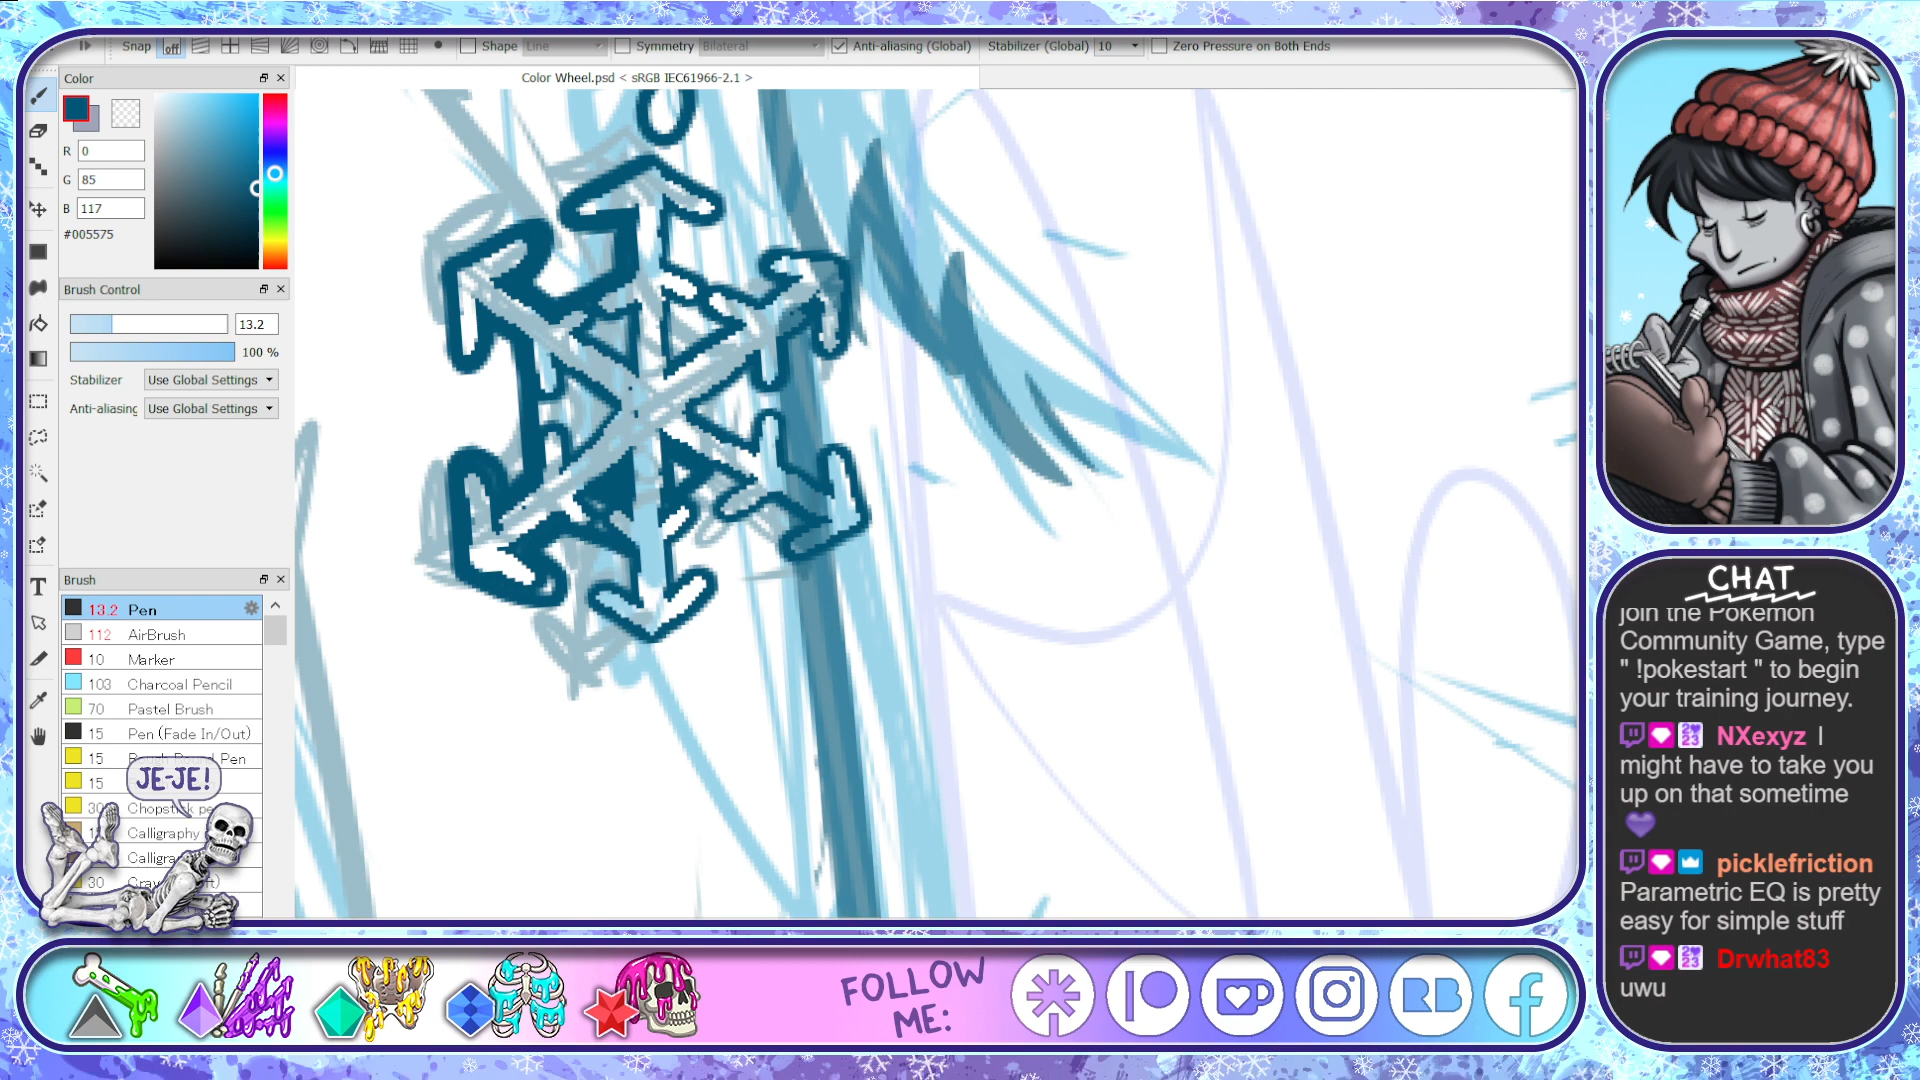 Snap off Shape Line Symmetry Bilateral Anti-aliasing (Global) Stabilizer (Global) 10 Zero Pressure on Both Ends
Color
Color Wheel.psd < sRGB IEC61966-2.1 >
R 0
G 85
B 117
#005575
Brush Control
13.2
100 %
Stabilizer Use Global Settings
Anti-aliasing Use Global Settings
Brush
13.2 Pen
112 AirBrush
10 Marker
103 Charcoal Pencil
70 Pastel Brush
15 Pen (Fade In/Out)
15 Pen
15
JE-JE!
30 Chopstick
Calligraphy
30
T
FOLLOW
ME:
RB
CHAT
join the Pokemon
Community Game, type
" !pokestart " to begin
your training journey.
2023 NXexyz I
might have to take you
up on that sometime
picklefriction
Parametric EQ is pretty
easy for simple stuff
2023 Drwhat83
uwu